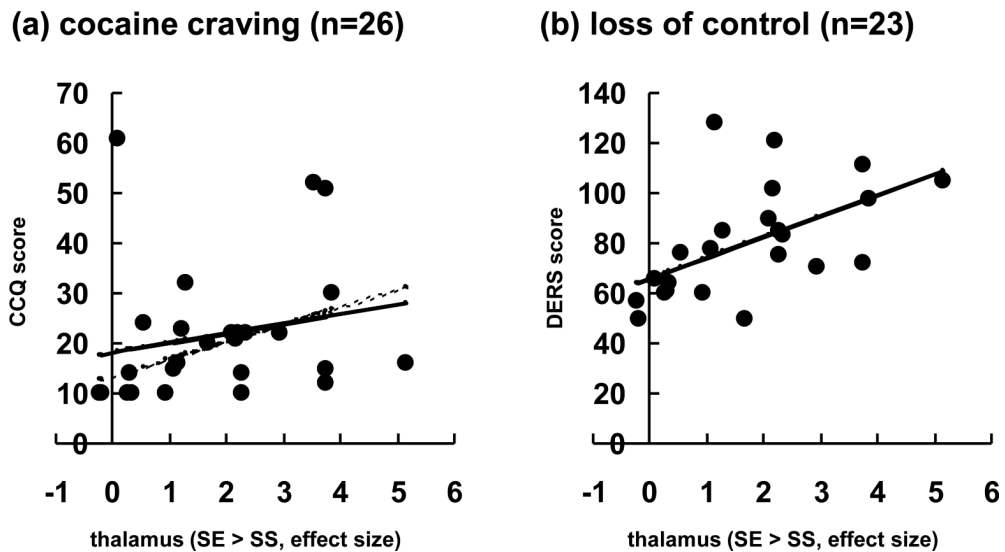 (a) cocaine craving (n=26)
70
60
50
40
30
20
10
0
-1 0 1 2 3 4 5 6
CCQ score
thalamus (SE > SS, effect size)
(b) loss of control (n=23)
140
120
100
80
60
40
20
0
-1 0 1 2 3 4 5 6
DERS score
thalamus (SE > SS, effect size)